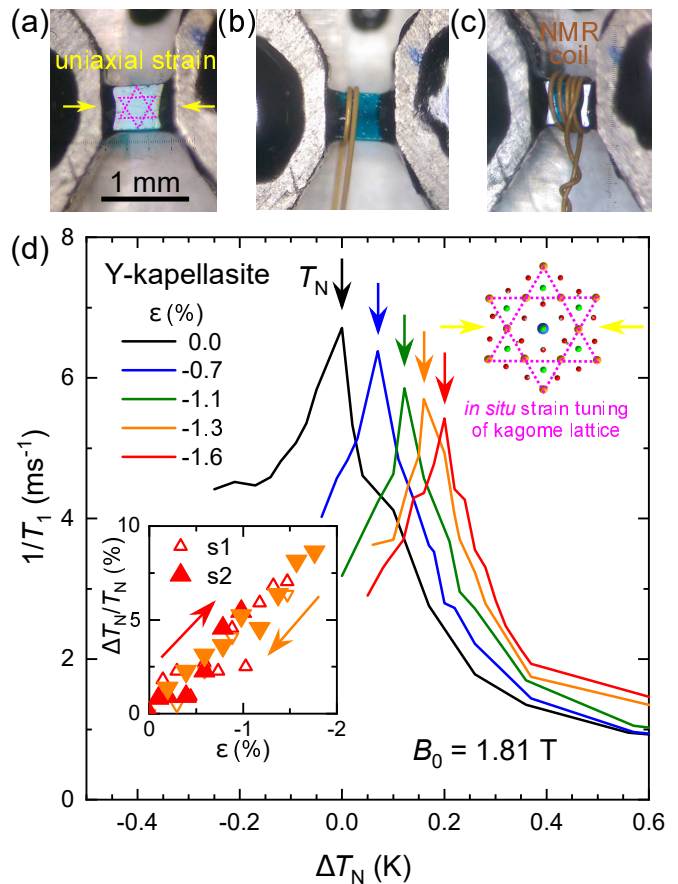 (a)
(b)
(c)
uniaxial strain
NMR
coil
1 mm
(d)
Y-kapellasite
ε (%)
0.0
-0.7
-1.1
-1.3
-1.6
T_N
in situ strain tuning
of kagome lattice
8
6
4
2
0
1/T₁ (ms⁻¹)
10
5
0
ΔT_N/T_N (%)
s1
s2
0
-1
-2
ε (%)
B₀ = 1.81 T
-0.4
-0.2
0.0
0.2
0.4
0.6
ΔT_N (K)